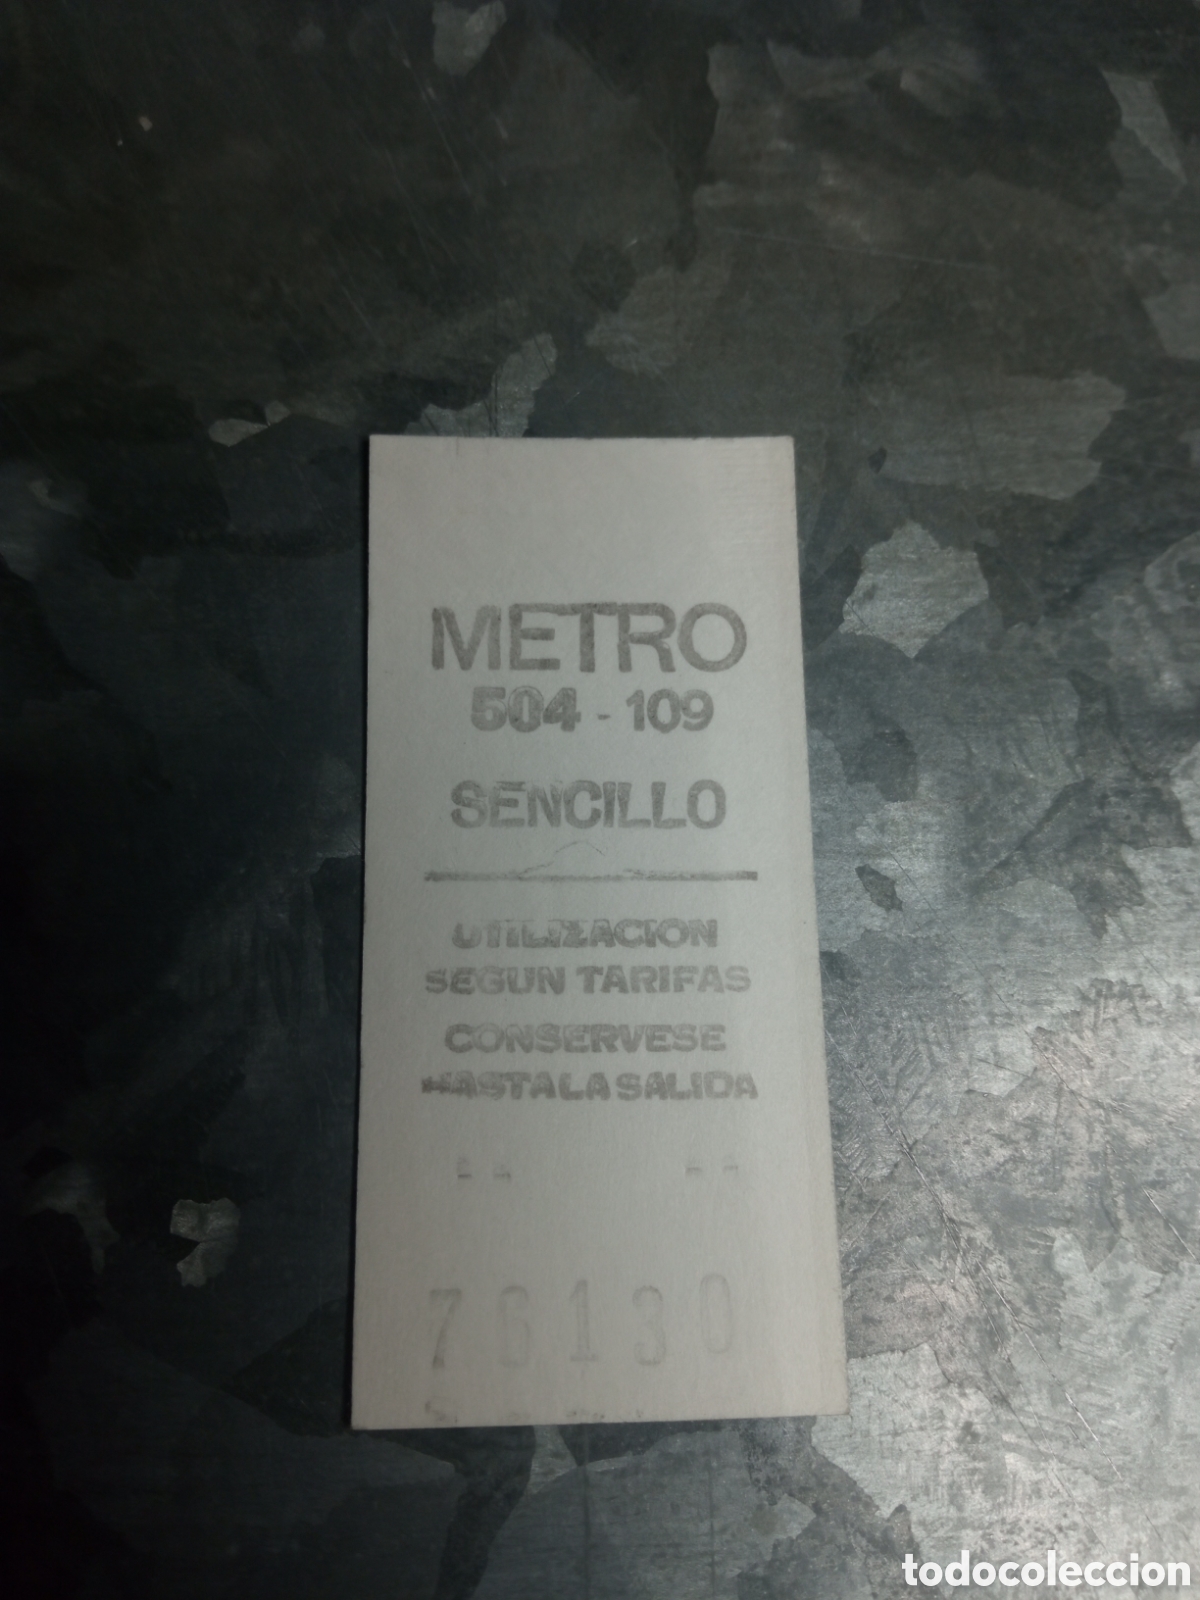 METRO
504 - 109
SENCILLO
UTILIZACION
SEGUN TARIFAS
CONSERVESE
HASTA LA SALIDA
76130
todocoleccion